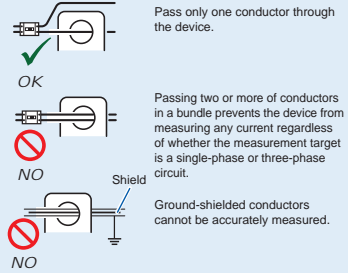 Pass only one conductor through
the device.
OK
Passing two or more of conductors
in a bundle prevents the device from
measuring any current regardless
of whether the measurement target
is a single-phase or three-phase
circuit.
NO
Shield
Ground-shielded conductors
cannot be accurately measured.
NO